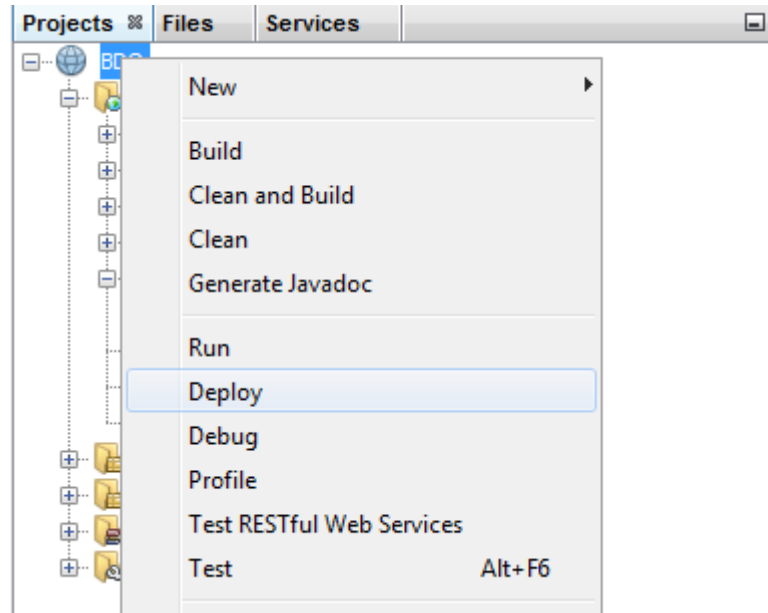 Projects Files Services
New
Build
Clean and Build
Clean
Generate Javadoc
Run
Deploy
Debug
Profile
Test RESTful Web Services
Test Alt+F6